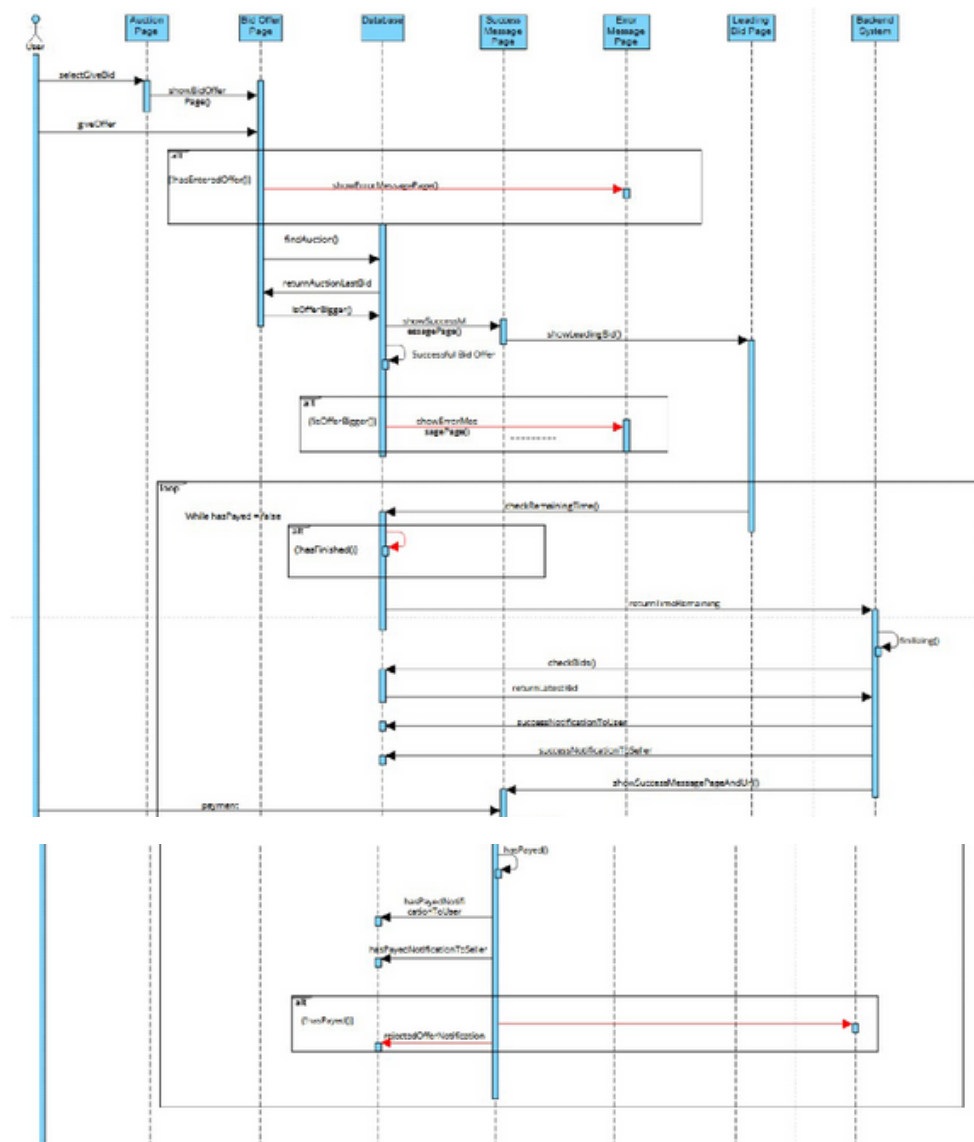 User
Auction
Page
Bid Offer
Page
DataBase
Success
Message
Page
Error
Message
Page
Leading
Bid Page
Backend
System
selectGiveBid
showBidOffer
Page()
giveOffer
alt
(!hasEnteredOffer())
showErrorMessagePage()
findAuction()
returnAuctionLastBid
isOfferBigger()
showSuccessM
essagePage()
showLeadingBid()
Successful Bid Offer
alt
(!isOfferBigger())
showErrorMes
sagePage()
loop
While hasPayed = false
checkRemainingTime()
alt
(!hasFinished())
returnTimeRemaining
finilizing()
checkBids()
returnLatestBid
successNotificationToUser
successNotificationToSeller
showSuccessMessagePageAndUrl()
payment
hasPayed()
hasPayedNotifi
cationToUser
hasPayedNotificationToSeller
alt
(!hasPayed())
rejectedOfferNotification